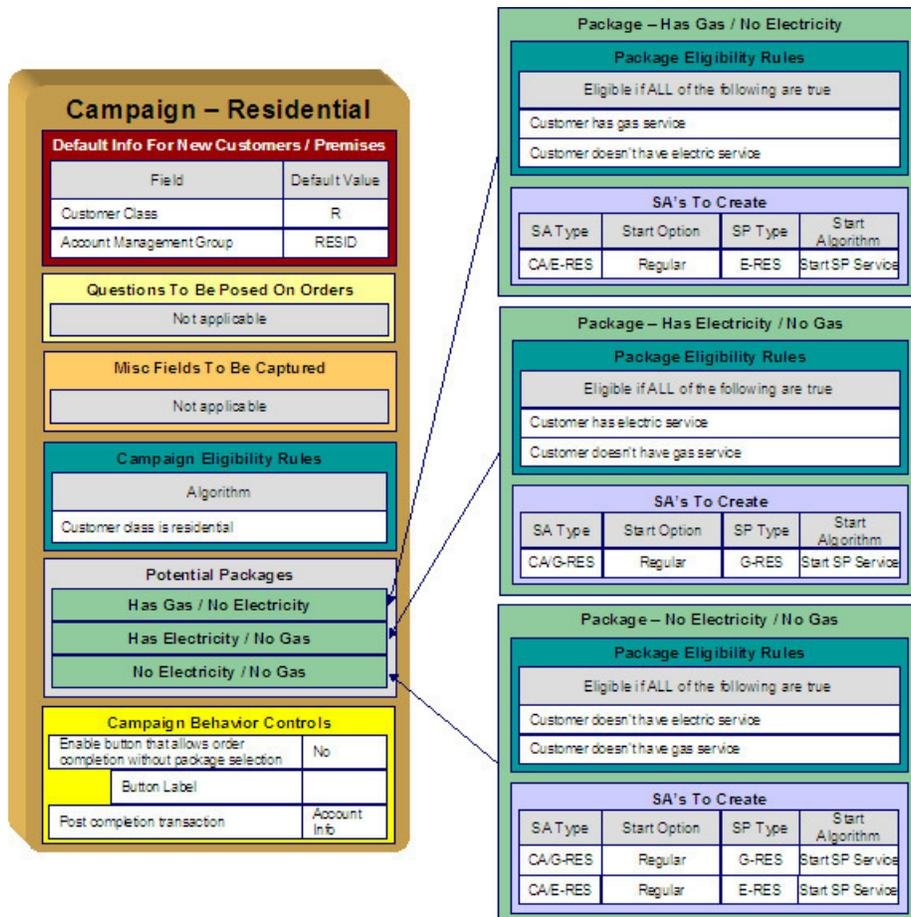 Campaign – Residential
Default Info For New Customers / Premises
Field Default Value
Customer Class R
Account Management Group RESID
Questions To Be Posed On Orders
Not applicable
Misc Fields To Be Captured
Not applicable
Campaign Eligibility Rules
Algorithm
Customer class is residential
Potential Packages
Has Gas / No Electricity
Has Electricity / No Gas
No Electricity / No Gas
Campaign Behavior Controls
Enable button that allows order
completion without package selection No
Button Label
Post completion transaction Account
Info
Package – Has Gas / No Electricity
Package Eligibility Rules
Eligible if ALL of the following are true
Customer has gas service
Customer doesn't have electric service
SA's To Create
SA Type Start Option SP Type Start
Algorithm
CA/E-RES Regular E-RES Start SP Service
Package – Has Electricity / No Gas
Package Eligibility Rules
Eligible if ALL of the following are true
Customer has electric service
Customer doesn't have gas service
SA's To Create
SA Type Start Option SP Type Start
Algorithm
CA/G-RES Regular G-RES Start SP Service
Package – No Electricity / No Gas
Package Eligibility Rules
Eligible if ALL of the following are true
Customer doesn't have electric service
Customer doesn't have gas service
SA's To Create
SA Type Start Option SP Type Start
Algorithm
CA/G-RES Regular G-RES Start SP Service
CA/E-RES Regular E-RES Start SP Service